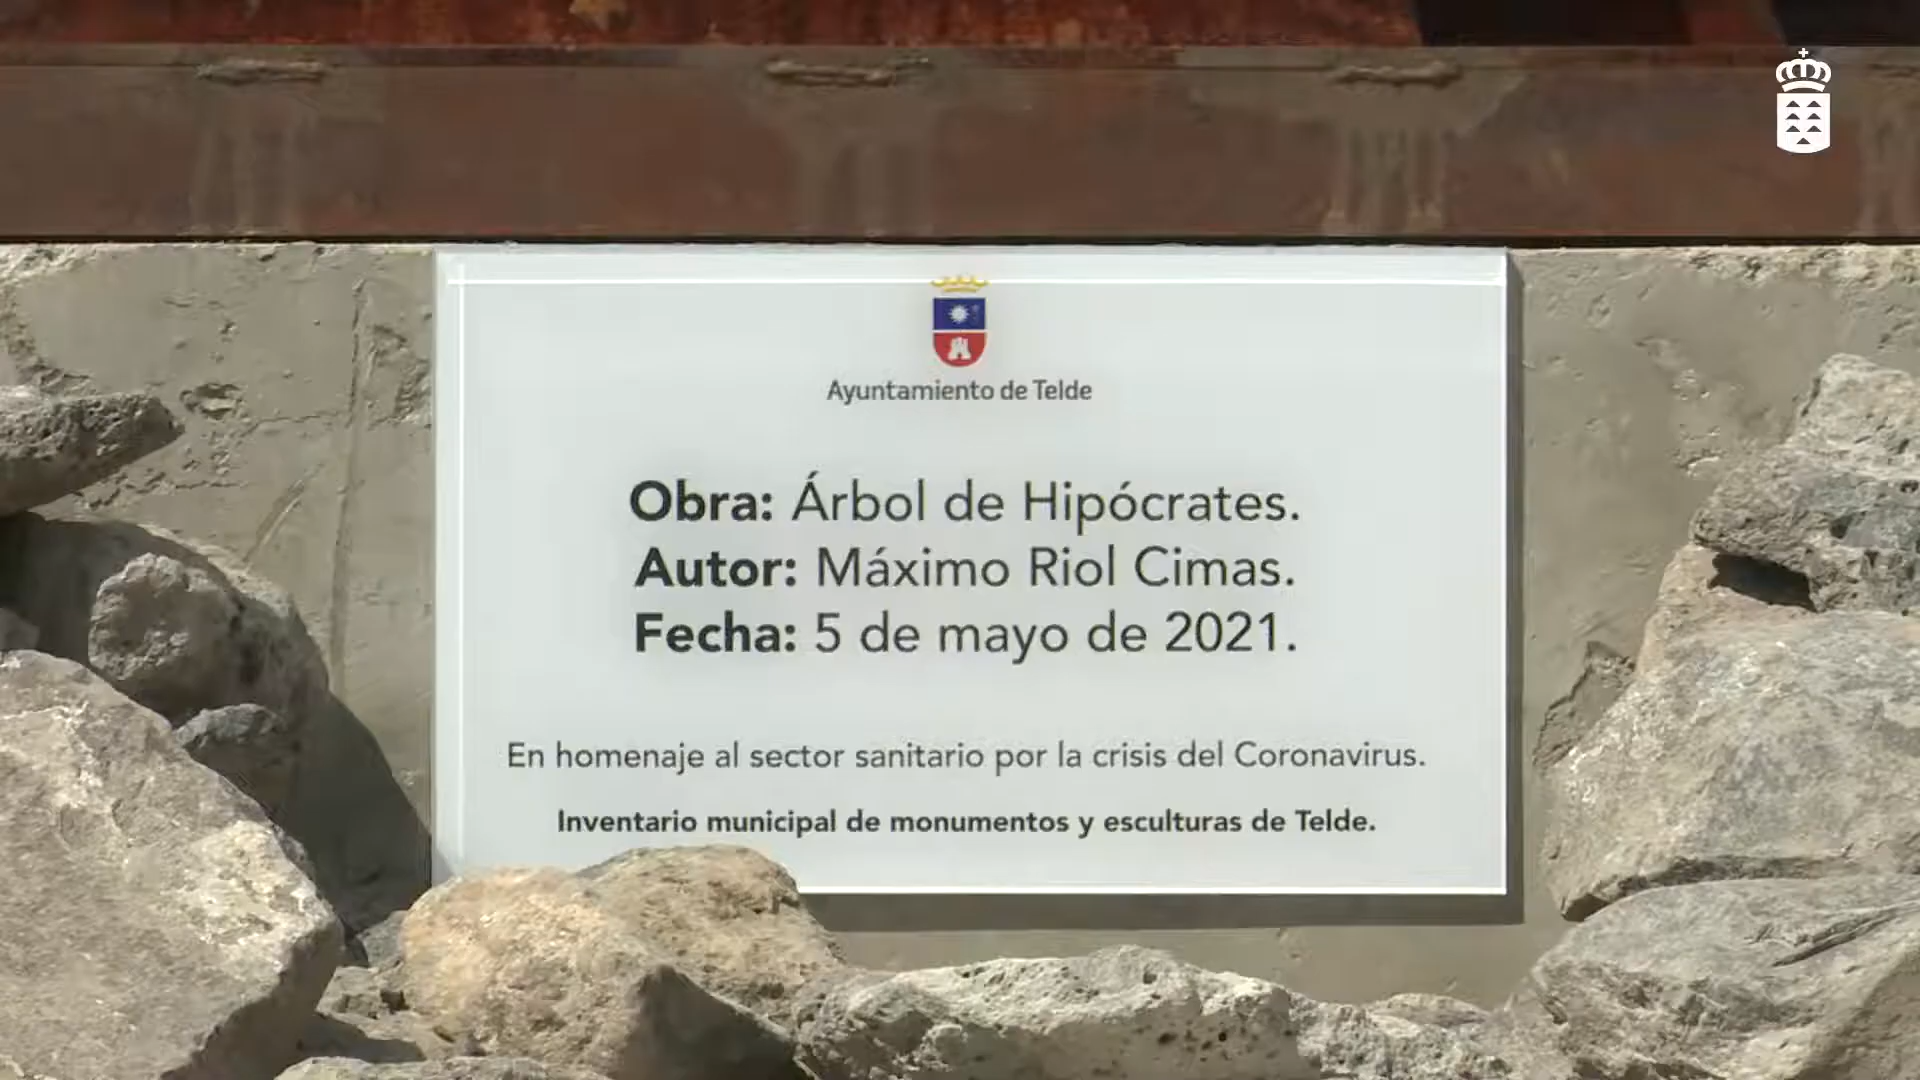 Ayuntamiento de Telde
Obra: Árbol de Hipócrates.
Autor: Máximo Riol Cimas.
Fecha: 5 de mayo de 2021.
En homenaje al sector sanitario por la crisis del Coronavirus.
Inventario municipal de monumentos y esculturas de Telde.